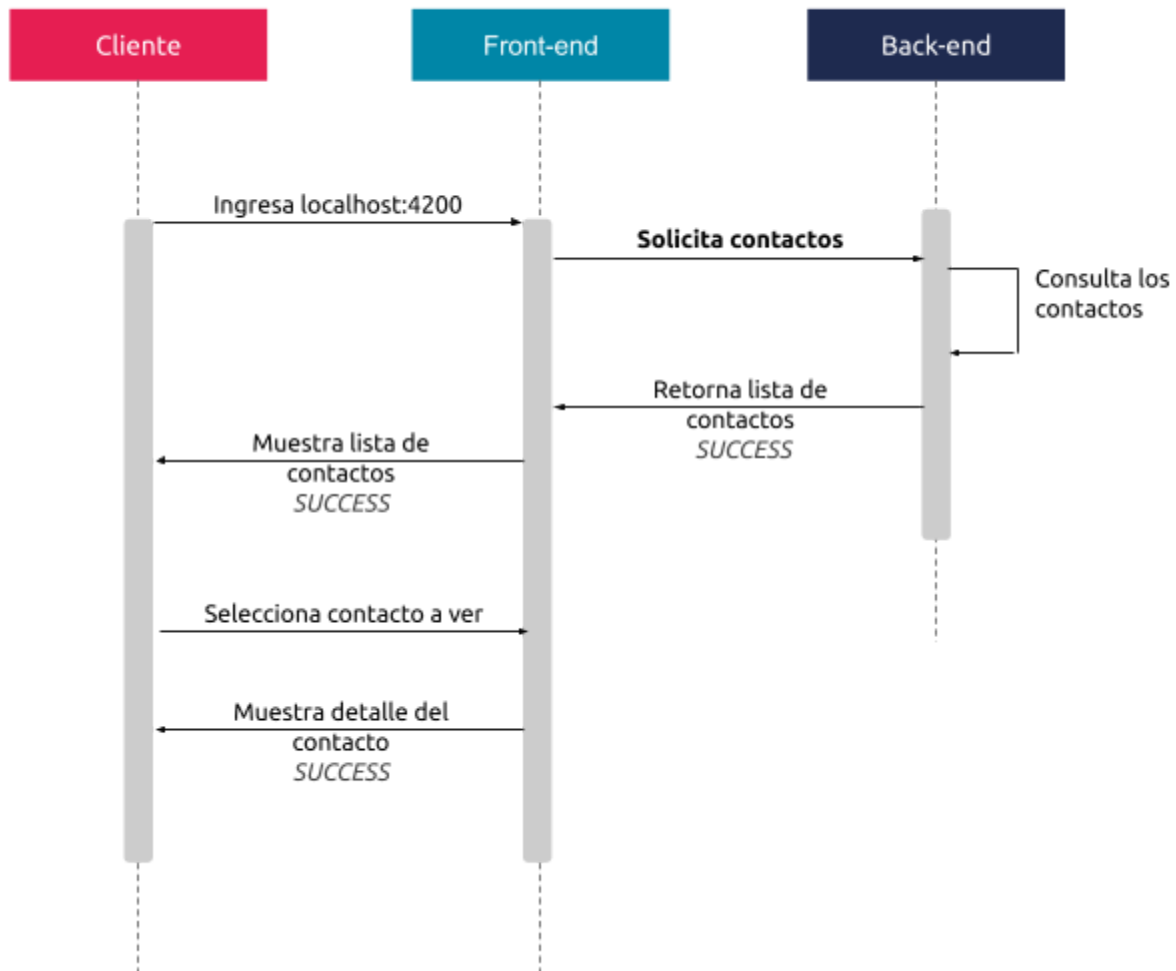 Cliente
Front-end
Back-end
Ingresa localhost:4200
Solicita contactos
Consulta los
contactos
Retorna lista de
contactos
SUCCESS
Muestra lista de
contactos
SUCCESS
Selecciona contacto a ver
Muestra detalle del
contacto
SUCCESS